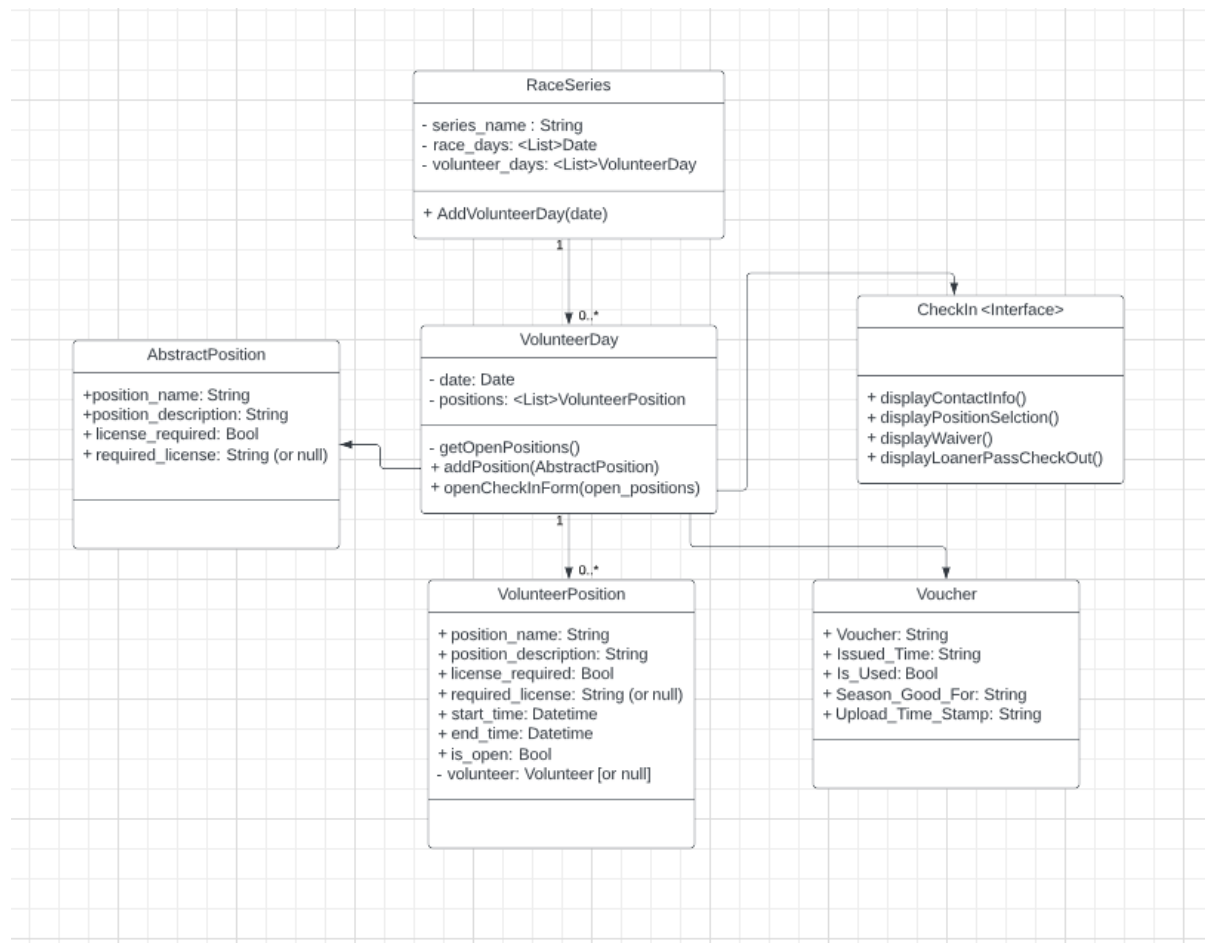 RaceSeries
- series_name : String
- race_days: <List>Date
- volunteer_days: <List>VolunteerDay
+ AddVolunteerDay(date)
1
0..*
AbstractPosition
+position_name: String
+position_description: String
+ license_required: Bool
+ required_license: String (or null)
VolunteerDay
- date: Date
- positions: <List>VolunteerPosition
- getOpenPositions()
+ addPosition(AbstractPosition)
+ openCheckInForm(open_positions)
CheckIn <Interface>
+ displayContactInfo()
+ displayPositionSelction()
+ displayWaiver()
+ displayLoanerPassCheckOut()
1
0..*
VolunteerPosition
+ position_name: String
+ position_description: String
+ license_required: Bool
+ required_license: String (or null)
+ start_time: Datetime
+ end_time: Datetime
+ is_open: Bool
- volunteer: Volunteer [or null]
Voucher
+ Voucher: String
+ Issued_Time: String
+ Is_Used: Bool
+ Season_Good_For: String
+ Upload_Time_Stamp: String